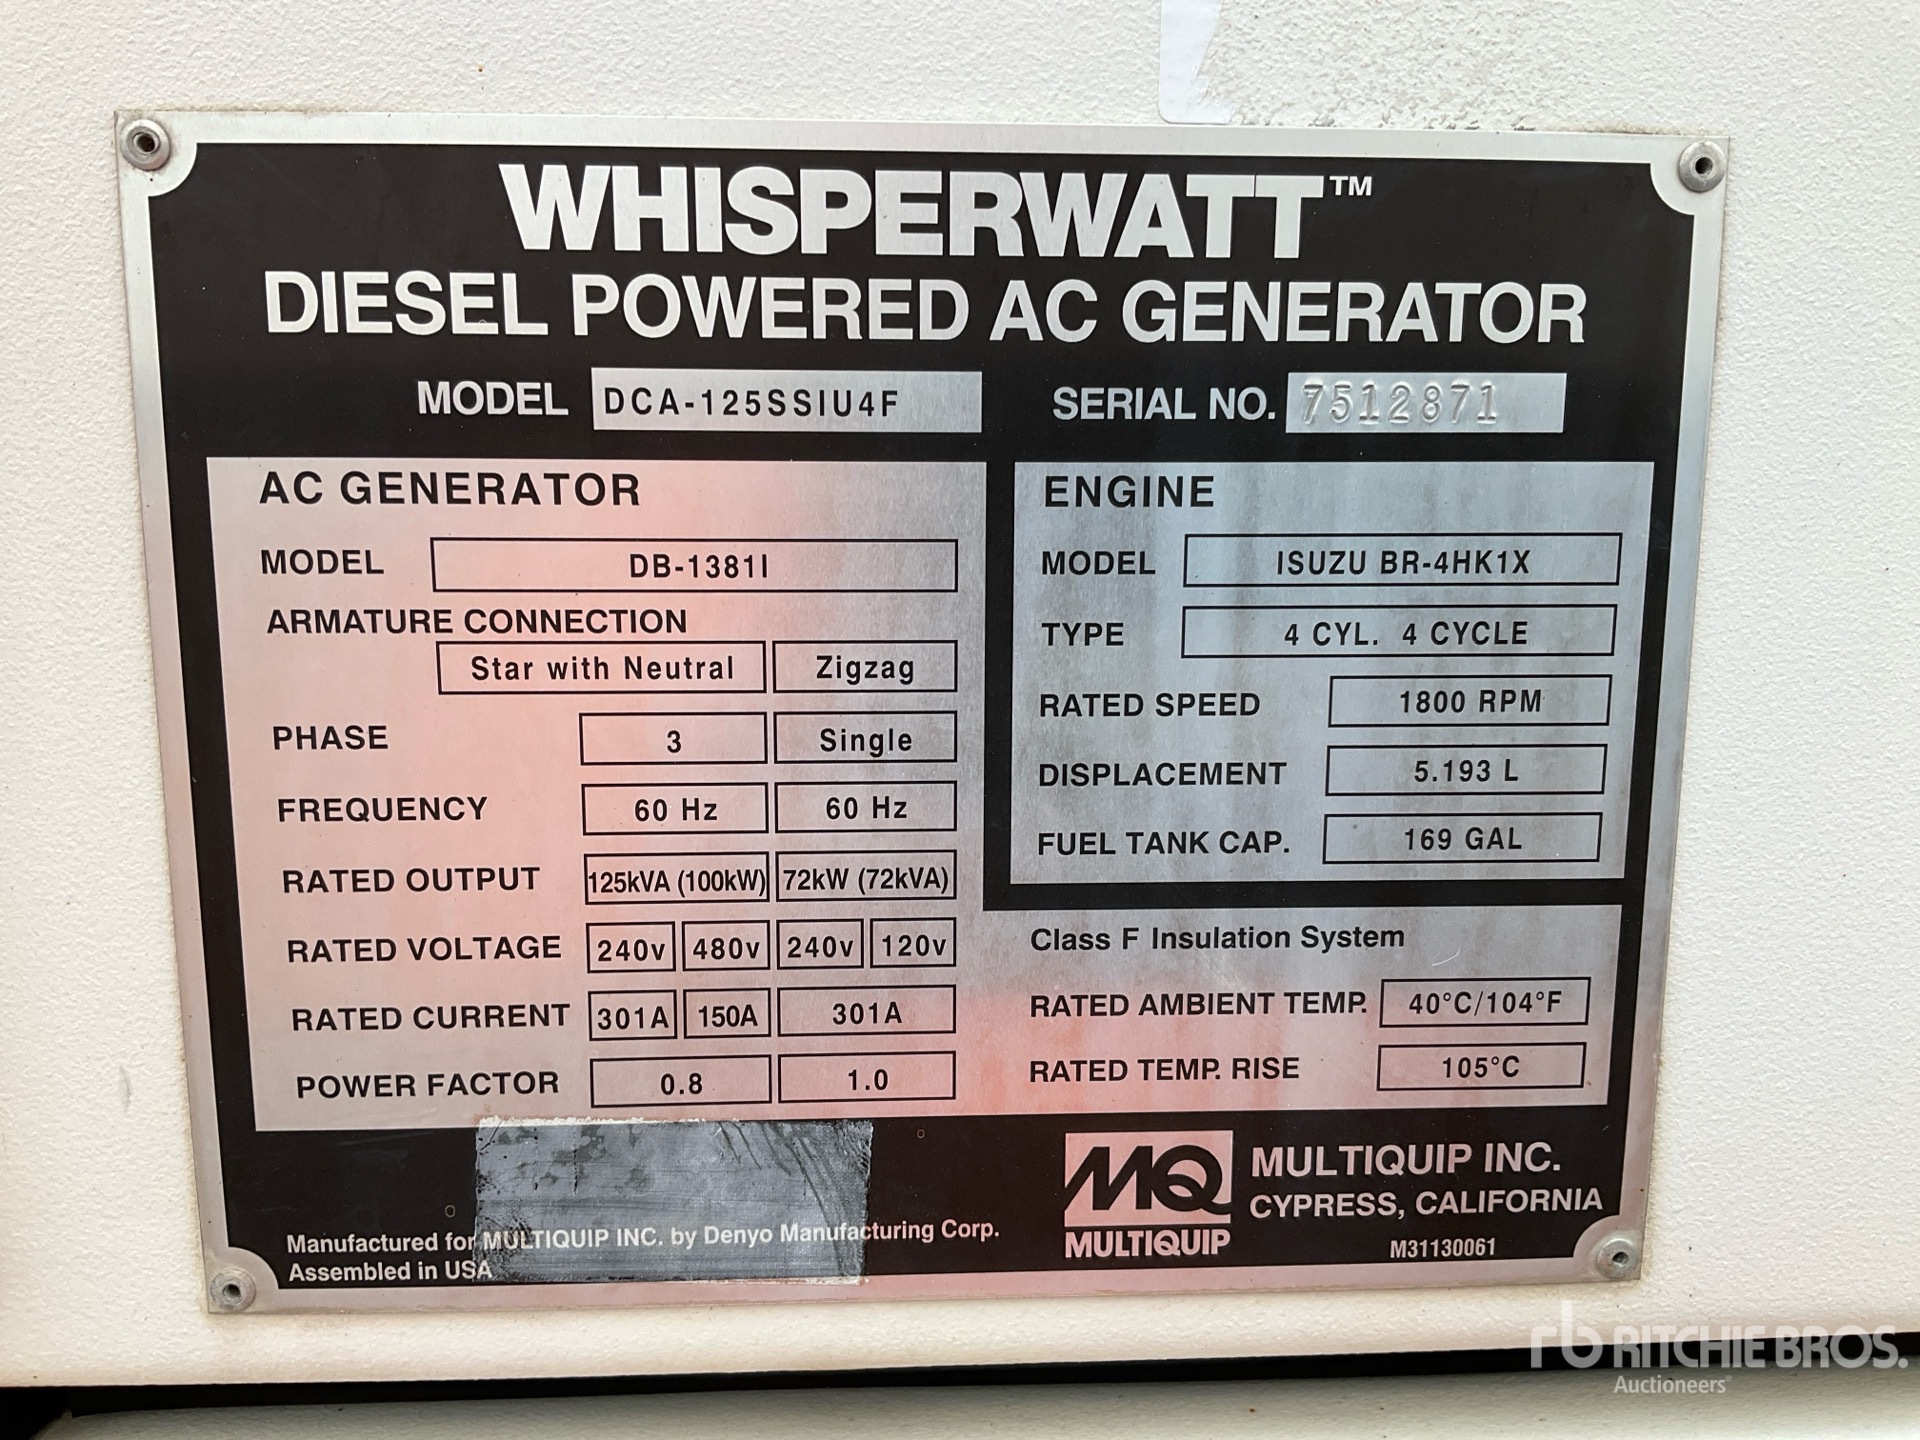 WHISPERWATT™
DIESEL POWERED AC GENERATOR
MODEL DCA-125SSIU4F SERIAL NO. 7512871
AC GENERATOR
MODEL DB-1381I
ARMATURE CONNECTION
Star with Neutral Zigzag
PHASE 3 Single
FREQUENCY 60 Hz 60 Hz
RATED OUTPUT 125kVA (100kW) 72kW (72kVA)
RATED VOLTAGE 240v 480v 240v 120v
RATED CURRENT 301A 150A 301A
POWER FACTOR 0.8 1.0
ENGINE
MODEL ISUZU BR-4HK1X
TYPE 4 CYL. 4 CYCLE
RATED SPEED 1800 RPM
DISPLACEMENT 5.193 L
FUEL TANK CAP. 169 GAL
Class F Insulation System
RATED AMBIENT TEMP. 40°C/104°F
RATED TEMP. RISE 105°C
Manufactured for MULTIQUIP INC. by Denyo Manufacturing Corp.
Assembled in USA
MQ
MULTIQUIP
MULTIQUIP INC.
CYPRESS, CALIFORNIA
M31130061
rb RITCHIE BROS.
Auctioneers